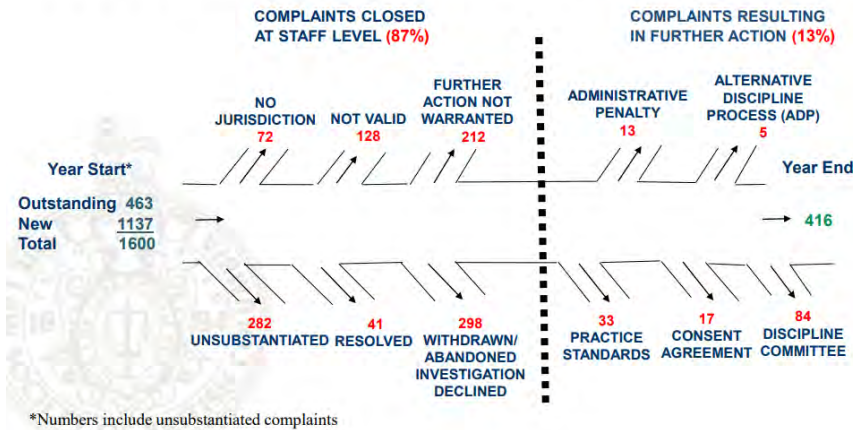 COMPLAINTS CLOSED
AT STAFF LEVEL (87%)
COMPLAINTS RESULTING
IN FURTHER ACTION (13%)
NO
JURISDICTION
72
NOT VALID
128
FURTHER
ACTION NOT
WARRANTED
212
ADMINISTRATIVE
PENALTY
13
ALTERNATIVE
DISCIPLINE
PROCESS (ADP)
5
Year Start*
Outstanding 463
New 1137
Total 1600
Year End
416
282
UNSUBSTANTIATED
41
RESOLVED
298
WITHDRAWN/
ABANDONED
INVESTIGATION
DECLINED
33
PRACTICE
STANDARDS
17
CONSENT
AGREEMENT
84
DISCIPLINE
COMMITTEE
*Numbers include unsubstantiated complaints